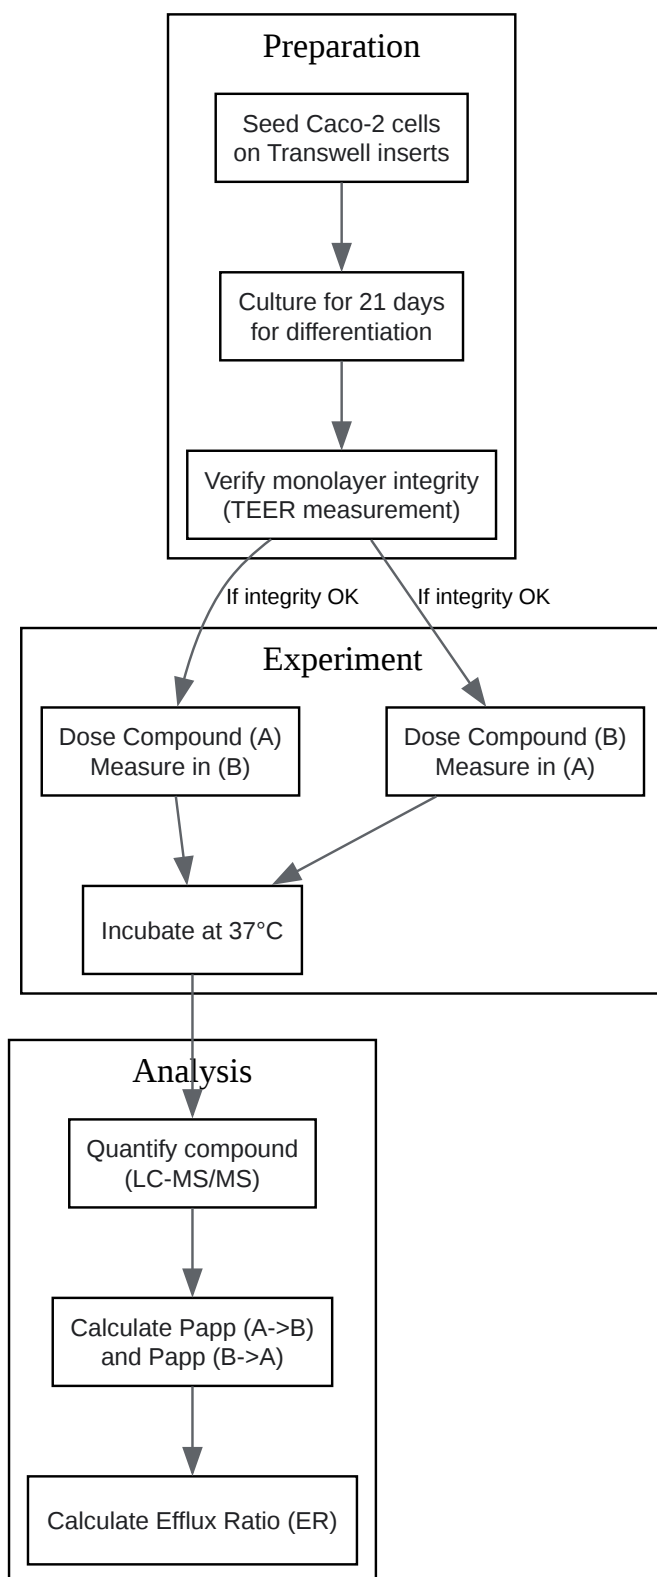 Preparation
Seed Caco-2 cells
on Transwell inserts
Culture for 21 days
for differentiation
Verify monolayer integrity
(TEER measurement)
If integrity OK
If integrity OK
Experiment
Dose Compound (A)
Measure in (B)
Dose Compound (B)
Measure in (A)
Incubate at 37°C
Analysis
Quantify compound
(LC-MS/MS)
Calculate Papp (A->B)
and Papp (B->A)
Calculate Efflux Ratio (ER)